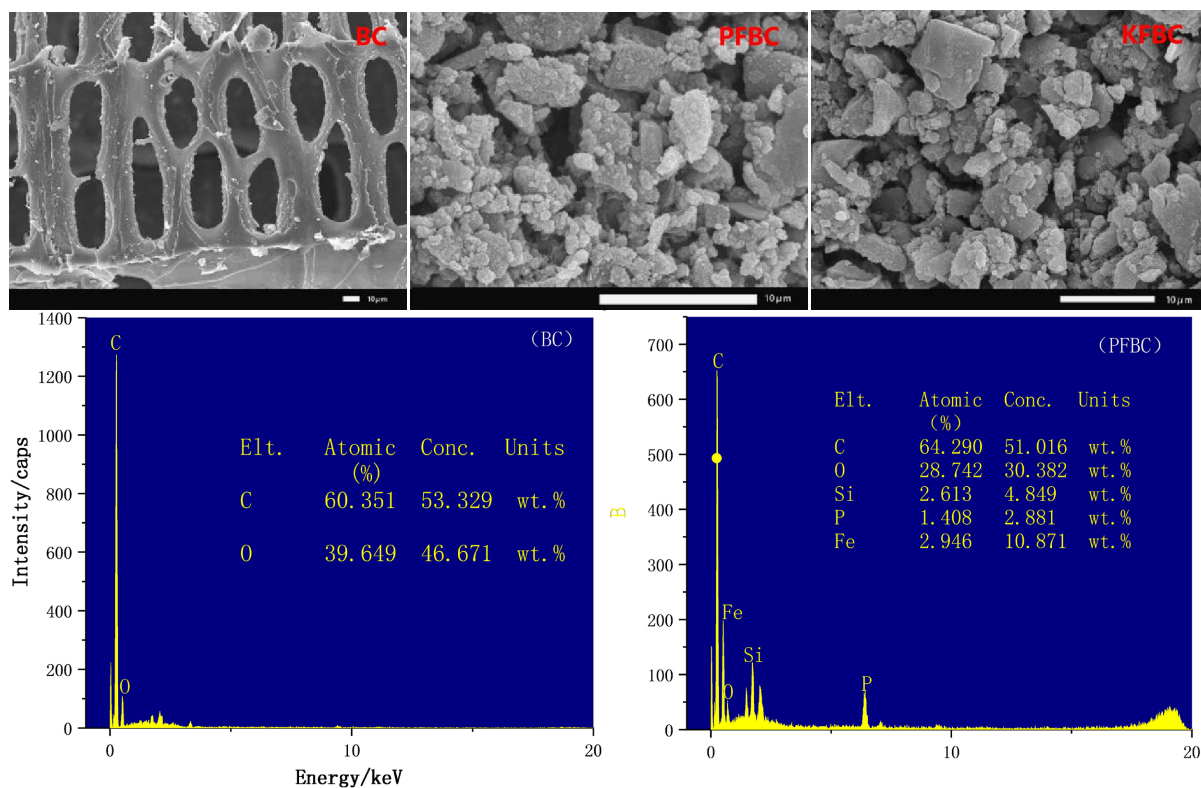 BC
PFBC
KFBC
10μm
10μm
10μm
1400
1200
1000
800
600
400
200
0
0
10
20
Intensity/caps
Energy/keV
(BC)
C
O
Elt. Atomic Conc. Units
(%)
C 60.351 53.329 wt.%
O 39.649 46.671 wt.%
700
600
500
400
300
200
100
0
0
10
20
B
(PFBC)
C
Fe
O
Si
P
Elt. Atomic Conc. Units
(%)
C 64.290 51.016 wt.%
O 28.742 30.382 wt.%
Si 2.613 4.849 wt.%
P 1.408 2.881 wt.%
Fe 2.946 10.871 wt.%